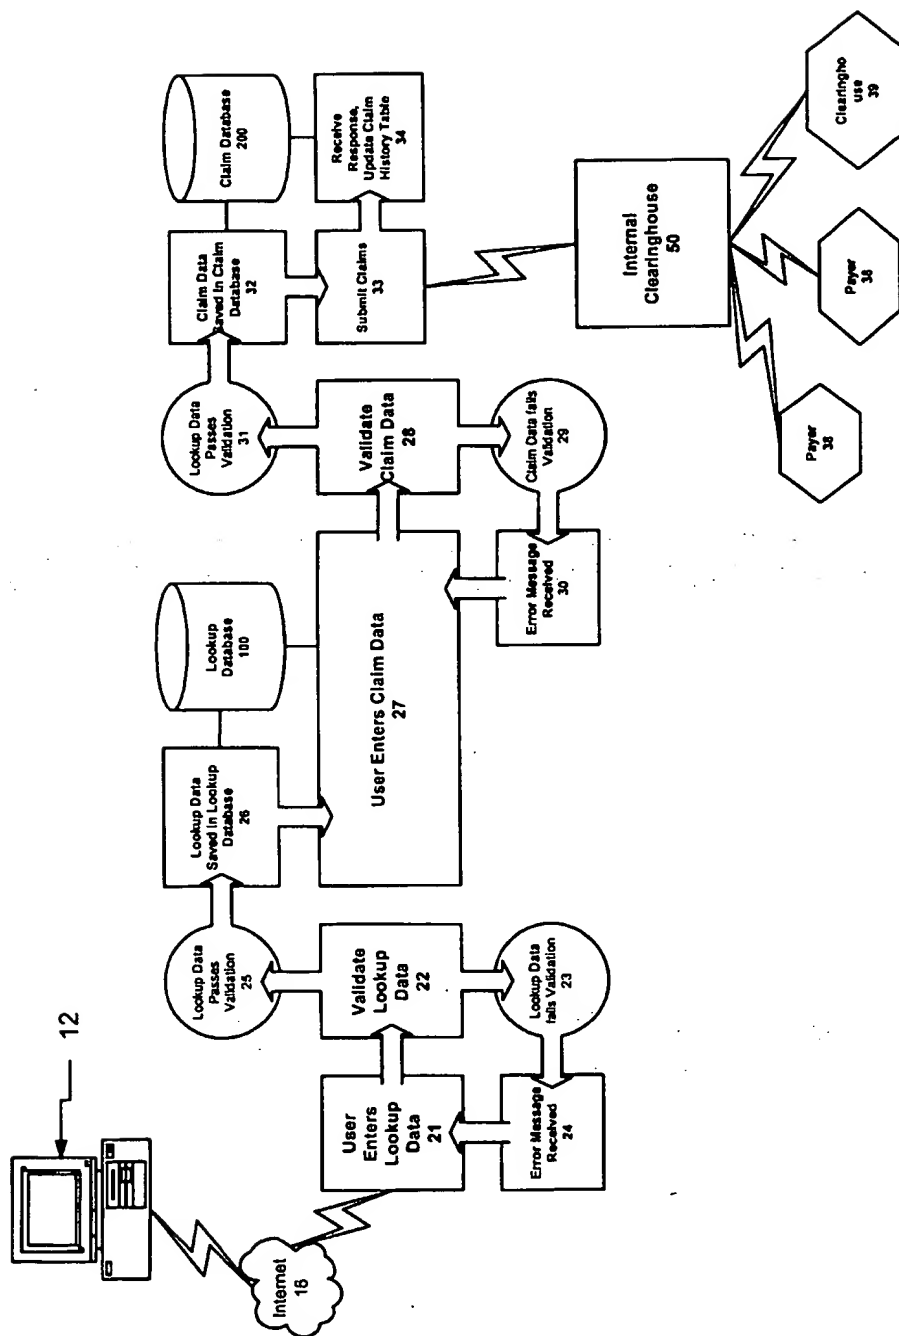 12
Internet
16
User
Enters
Lookup
Data
21
Error Message
Received
24
Validate
Lookup
Data
22
Lookup Data
Passes
Validation
25
Lookup Data
fails Validation
23
Lookup Data
Saved In Lookup
Database
26
Lookup
Database
100
User Enters Claim Data
27
Error Message
Received
30
Validate
Claim Data
28
Lookup Data
Passes
Validation
31
Claim Data fails
Validation
29
Claim Data
Saved In Claim
Database
32
Claim Database
200
Submit Claims
33
Receive
Response,
Update Claim
History Table
34
Internal
Clearinghouse
50
Payer
38
Payer
38
Clearingho
use
39